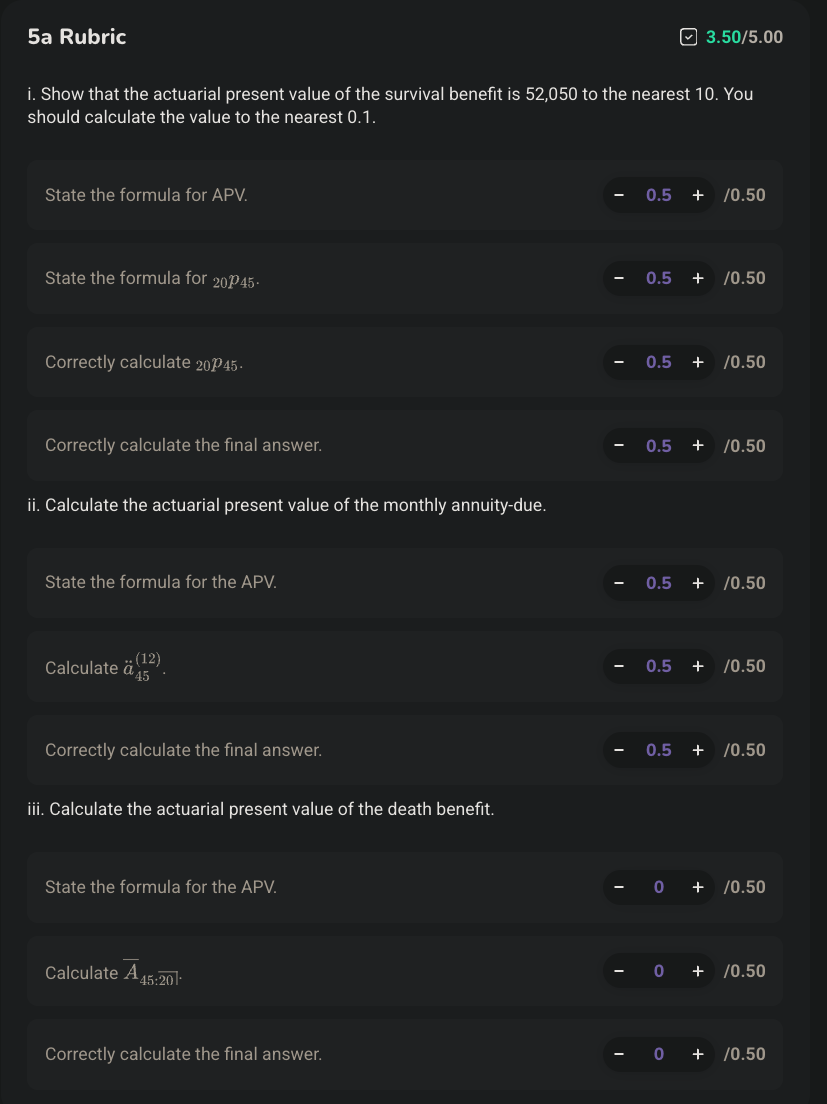 5a Rubric 3.50/5.00
i. Show that the actuarial present value of the survival benefit is 52,050 to the nearest 10. You
should calculate the value to the nearest 0.1.
State the formula for APV. − 0.5 + /0.50
State the formula for ₂₀p₄₅. − 0.5 + /0.50
Correctly calculate ₂₀p₄₅. − 0.5 + /0.50
Correctly calculate the final answer. − 0.5 + /0.50
ii. Calculate the actuarial present value of the monthly annuity-due.
State the formula for the APV. − 0.5 + /0.50
Calculate $\ddot{a}_{45}^{(12)}$. − 0.5 + /0.50
Correctly calculate the final answer. − 0.5 + /0.50
iii. Calculate the actuarial present value of the death benefit.
State the formula for the APV. − 0 + /0.50
Calculate $\overline{A}_{45:\overline{20|}}$. − 0 + /0.50
Correctly calculate the final answer. − 0 + /0.50